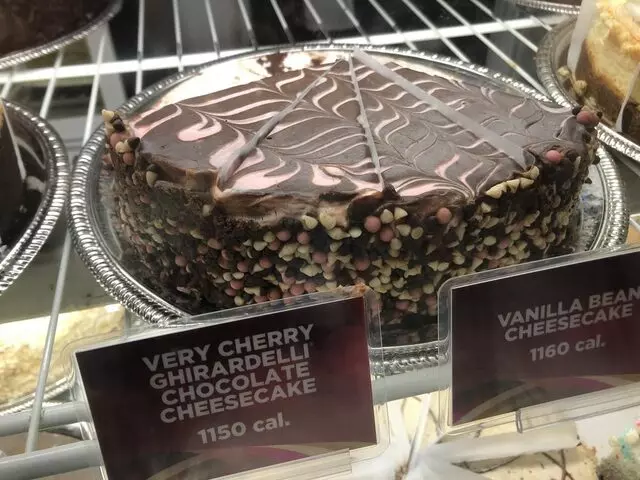 VERY CHERRY
GHIRARDELLI
CHOCOLATE
CHEESECAKE
1150 cal.
VANILLA BEAN
CHEESECAKE
1160 cal.